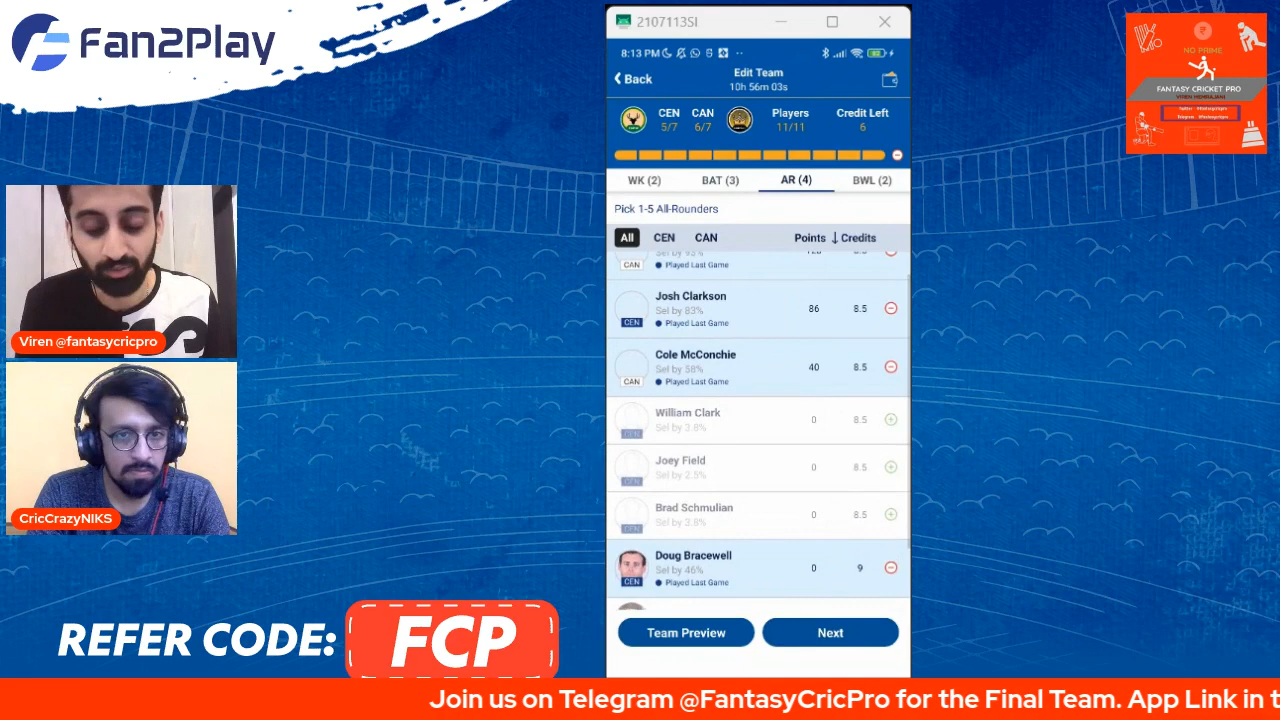 Fan2Play
Viren @fantasycricpro
CricCrazyNIKS
REFER CODE:
FCP
2107113SI
8:13 PM
Back
Edit Team
10h 56m 03s
CEN CAN Players Credit Left
5/7 6/7 11/11 6
WK (2) BAT (3) AR (4) BWL (2)
Pick 1-5 All-Rounders
All CEN CAN Points ↓ Credits
Sel by 93%
CAN Played Last Game
Josh Clarkson
Sel by 83% 86 8.5
CEN Played Last Game
Cole McConchie
Sel by 58% 40 8.5
CAN Played Last Game
William Clark
Sel by 3.8% 0 8.5
CEN
Joey Field
Sel by 2.5% 0 8.5
CEN
Brad Schmulian
Sel by 3.8% 0 8.5
CEN
Doug Bracewell
Sel by 46% 0 9
CEN Played Last Game
Team Preview Next
NO PRIME
FANTASY CRICKET PRO
Join us on Telegram @FantasyCricPro for the Final Team. App Link in t